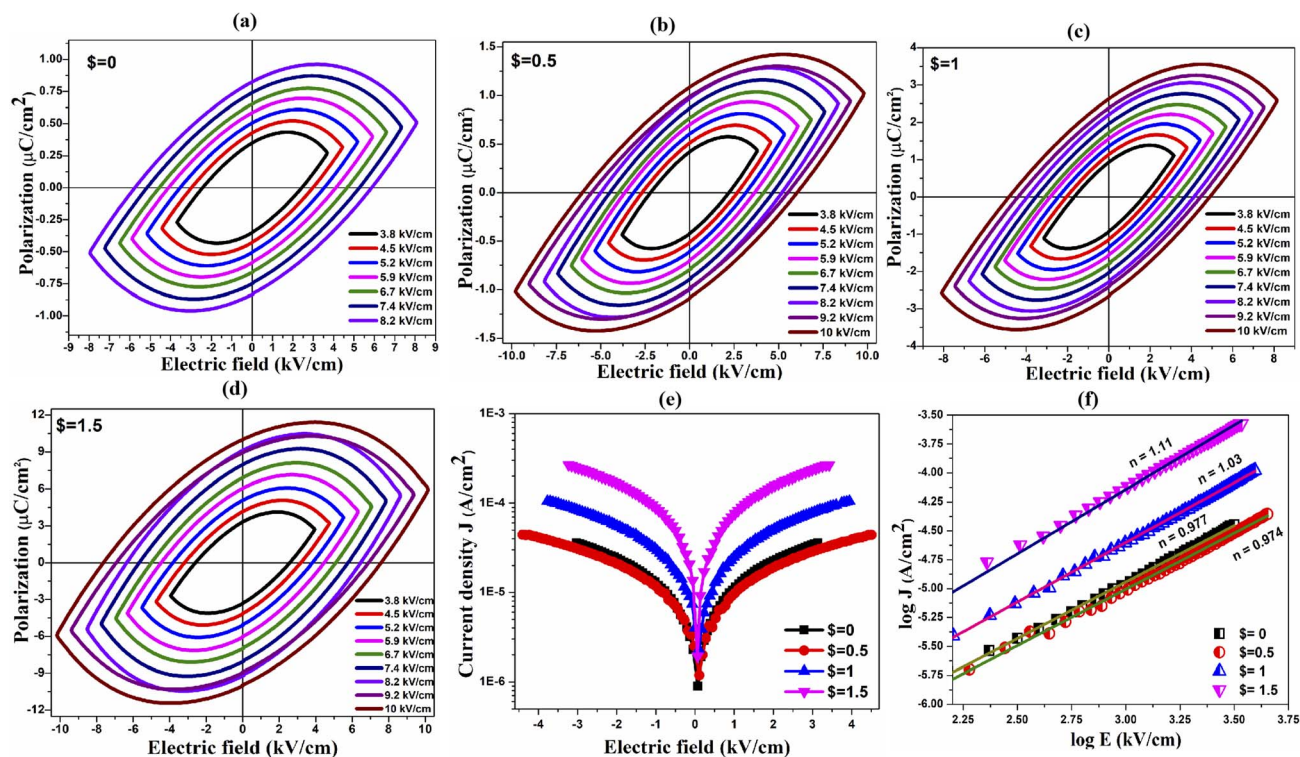 (a)
$=0
Polarization (μC/cm²)
1.00
0.75
0.50
0.25
0.00
-0.25
-0.50
-0.75
-1.00
3.8 kV/cm
4.5 kV/cm
5.2 kV/cm
5.9 kV/cm
6.7 kV/cm
7.4 kV/cm
8.2 kV/cm
-9 -8 -7 -6 -5 -4 -3 -2 -1 0 1 2 3 4 5 6 7 8 9
Electric field (kV/cm)
(b)
$=0.5
Polarization (μC/cm²)
1.5
1.0
0.5
0.0
-0.5
-1.0
-1.5
3.8 kV/cm
4.5 kV/cm
5.2 kV/cm
5.9 kV/cm
6.7 kV/cm
7.4 kV/cm
8.2 kV/cm
9.2 kV/cm
10 kV/cm
-10.0 -7.5 -5.0 -2.5 0.0 2.5 5.0 7.5 10.0
Electric field (kV/cm)
(c)
$=1
Polarization (μC/cm²)
4
3
2
1
0
-1
-2
-3
-4
3.8 kV/cm
4.5 kV/cm
5.2 kV/cm
5.9 kV/cm
6.7 kV/cm
7.4 kV/cm
8.2 kV/cm
9.2 kV/cm
10 kV/cm
-8 -6 -4 -2 0 2 4 6 8
Electric field (kV/cm)
(d)
$=1.5
Polarization (μC/cm²)
12
9
6
3
0
-3
-6
-9
-12
3.8 kV/cm
4.5 kV/cm
5.2 kV/cm
5.9 kV/cm
6.7 kV/cm
7.4 kV/cm
8.2 kV/cm
9.2 kV/cm
10 kV/cm
-10 -8 -6 -4 -2 0 2 4 6 8 10
Electric field (kV/cm)
(e)
Current density J (A/cm²)
1E-3
1E-4
1E-5
1E-6
$=0
$=0.5
$=1
$=1.5
-4 -3 -2 -1 0 1 2 3 4
Electric field (kV/cm)
(f)
log J (A/cm²)
-3.50
-3.75
-4.00
-4.25
-4.50
-4.75
-5.00
-5.25
-5.50
-5.75
-6.00
n = 1.11
n = 1.03
n = 0.977
n = 0.974
$= 0
$=0.5
$= 1
$= 1.5
2.25 2.50 2.75 3.00 3.25 3.50 3.75
log E (kV/cm)